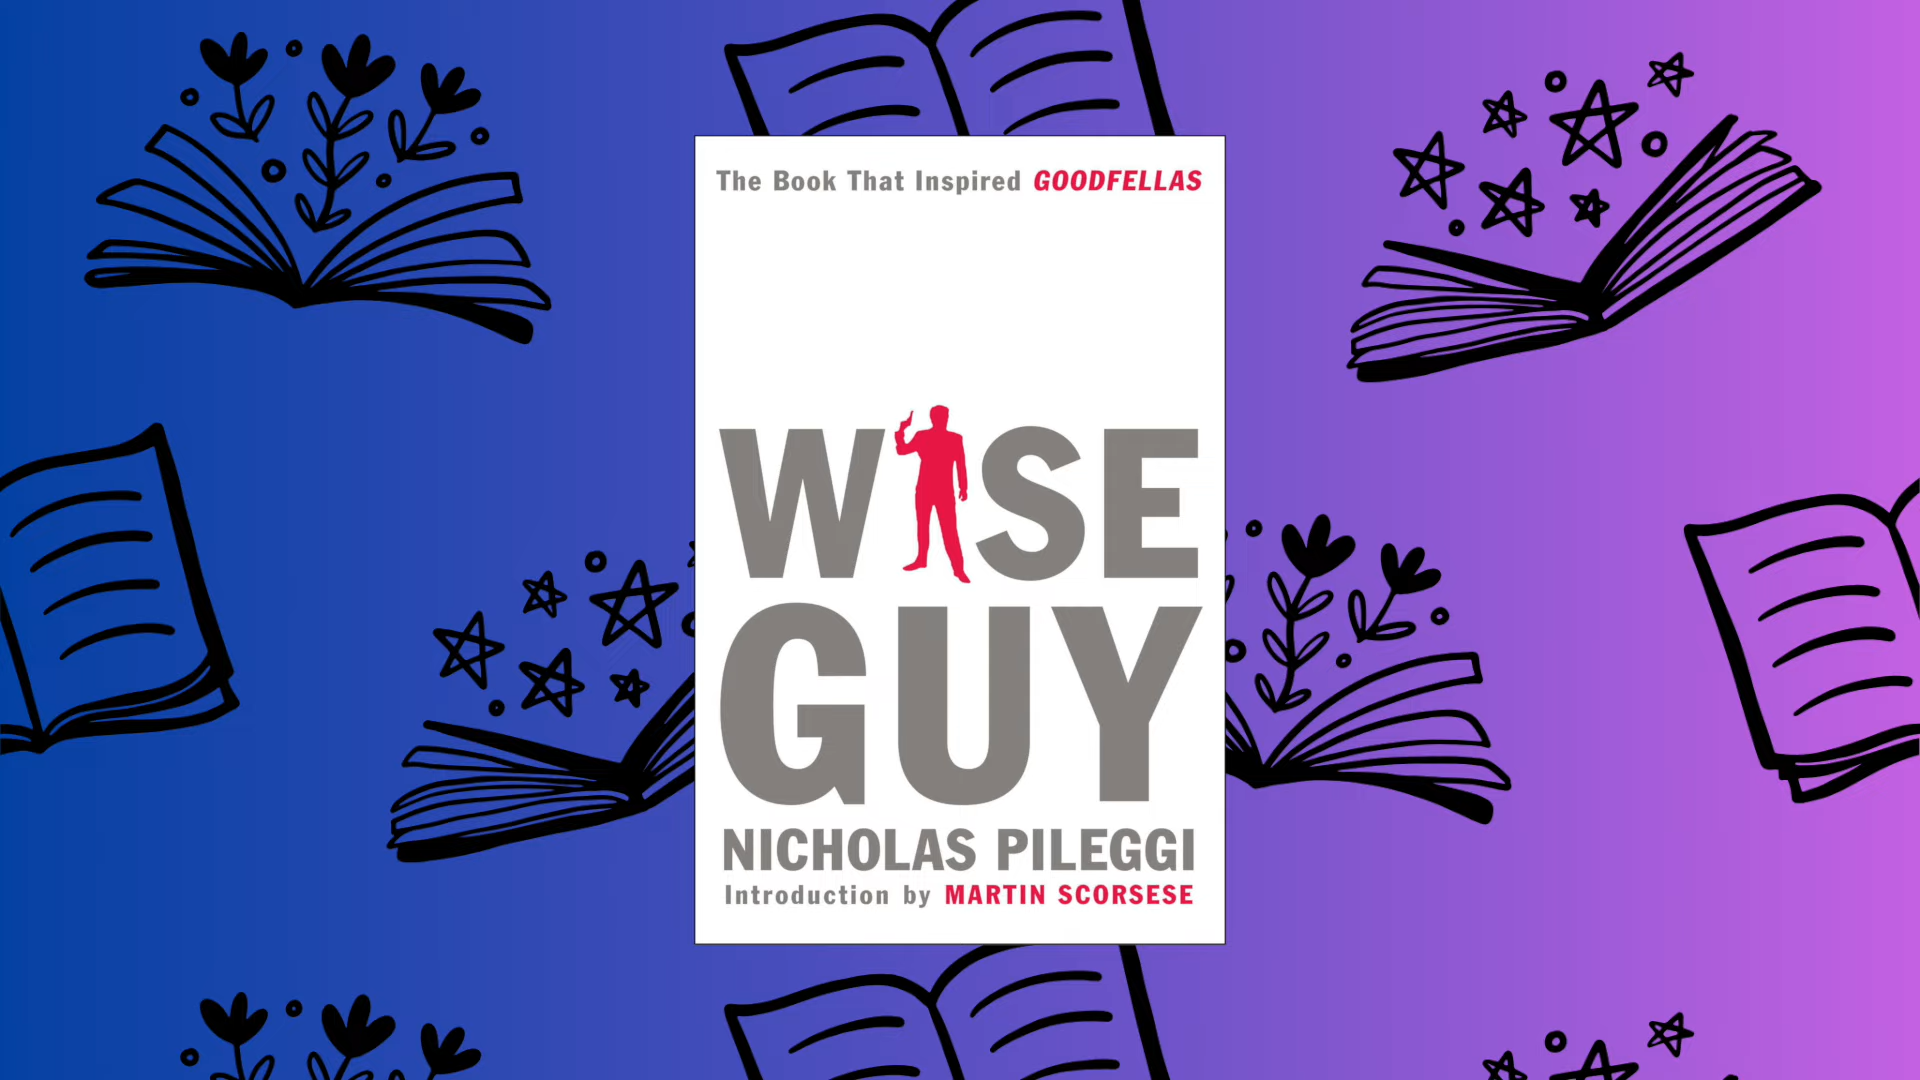 The Book That Inspired GOODFELLAS
WISE
GUY
NICHOLAS PILEGGI
Introduction by MARTIN SCORSESE